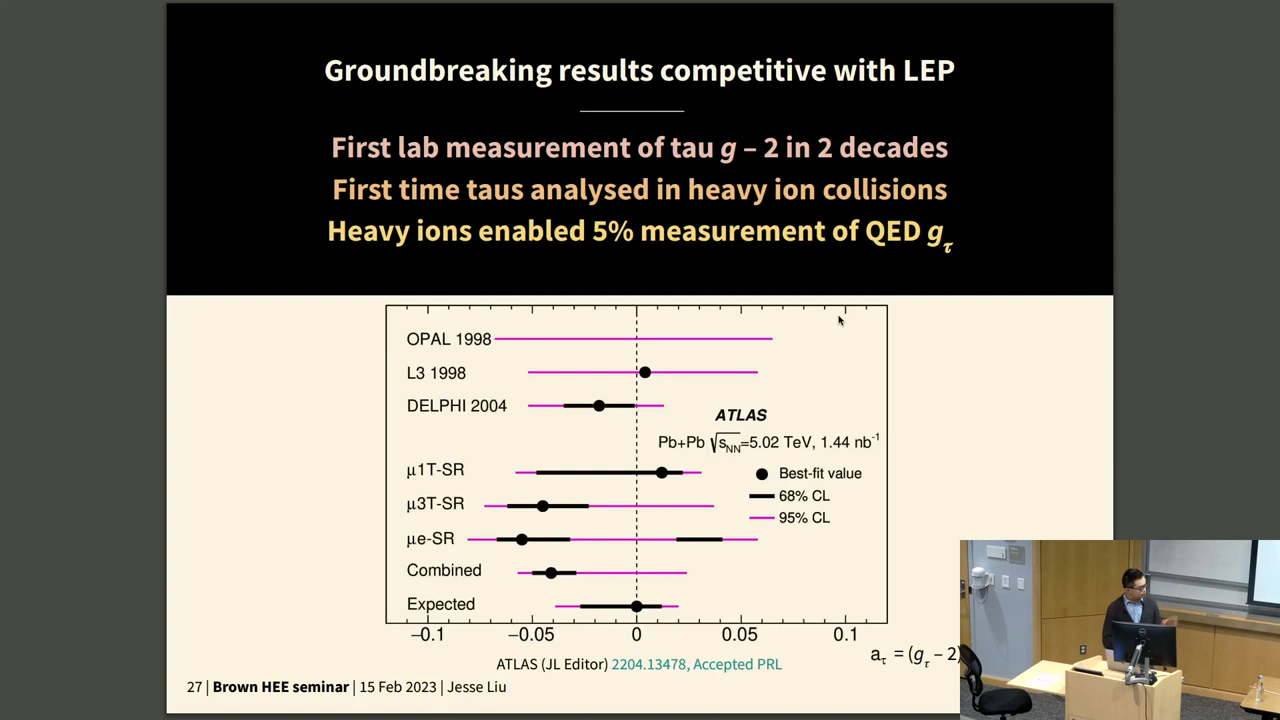 Groundbreaking results competitive with LEP
First lab measurement of tau g – 2 in 2 decades
First time taus analysed in heavy ion collisions
Heavy ions enabled 5% measurement of QED gτ
OPAL 1998
L3 1998
DELPHI 2004
ATLAS
Pb+Pb √sNN=5.02 TeV, 1.44 nb-1
μ1T-SR
Best-fit value
68% CL
μ3T-SR
95% CL
μe-SR
Combined
Expected
–0.1 –0.05 0 0.05 0.1
aτ = (gτ – 2)
ATLAS (JL Editor) 2204.13478, Accepted PRL
27 | Brown HEE seminar | 15 Feb 2023 | Jesse Liu